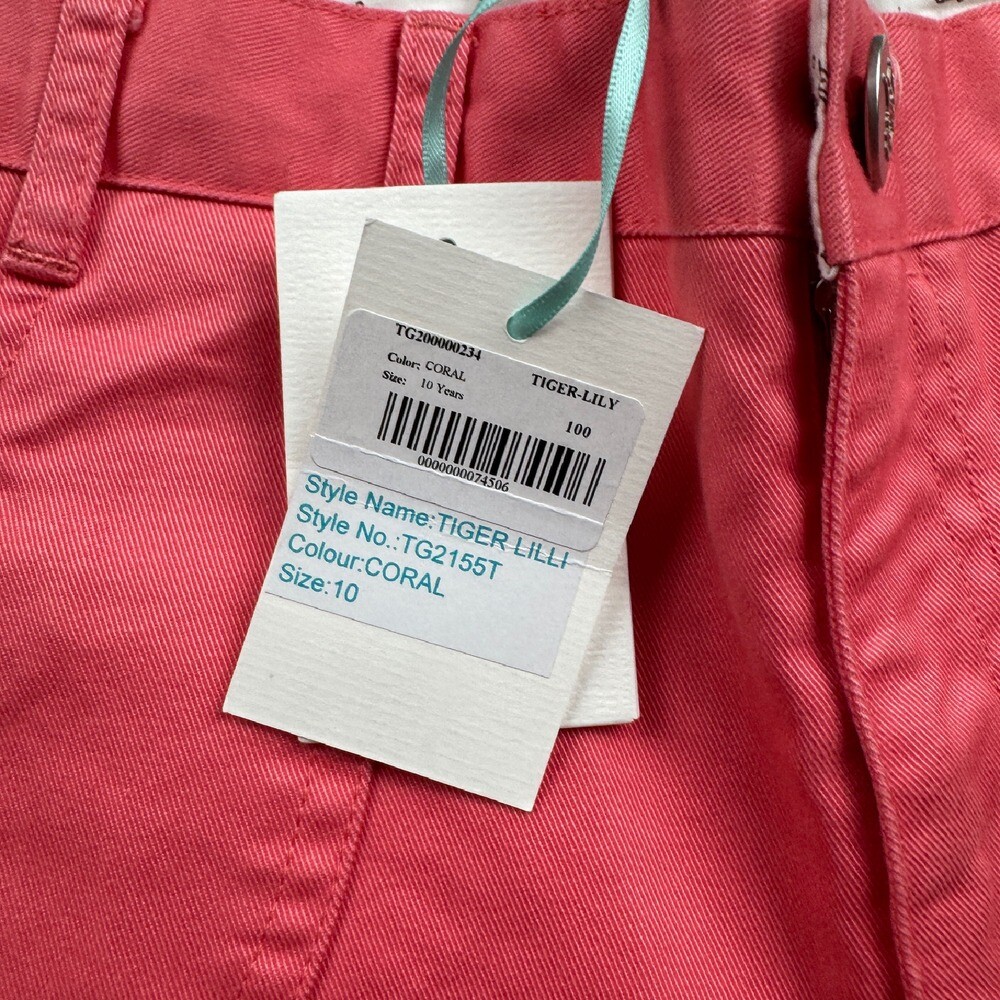 TG200000234
Color: CORAL
TIGER-LILY
Size: 10 Years
100
0000000074506
Style Name:TIGER LILLI
Style No.:TG2155T
Colour:CORAL
Size:10